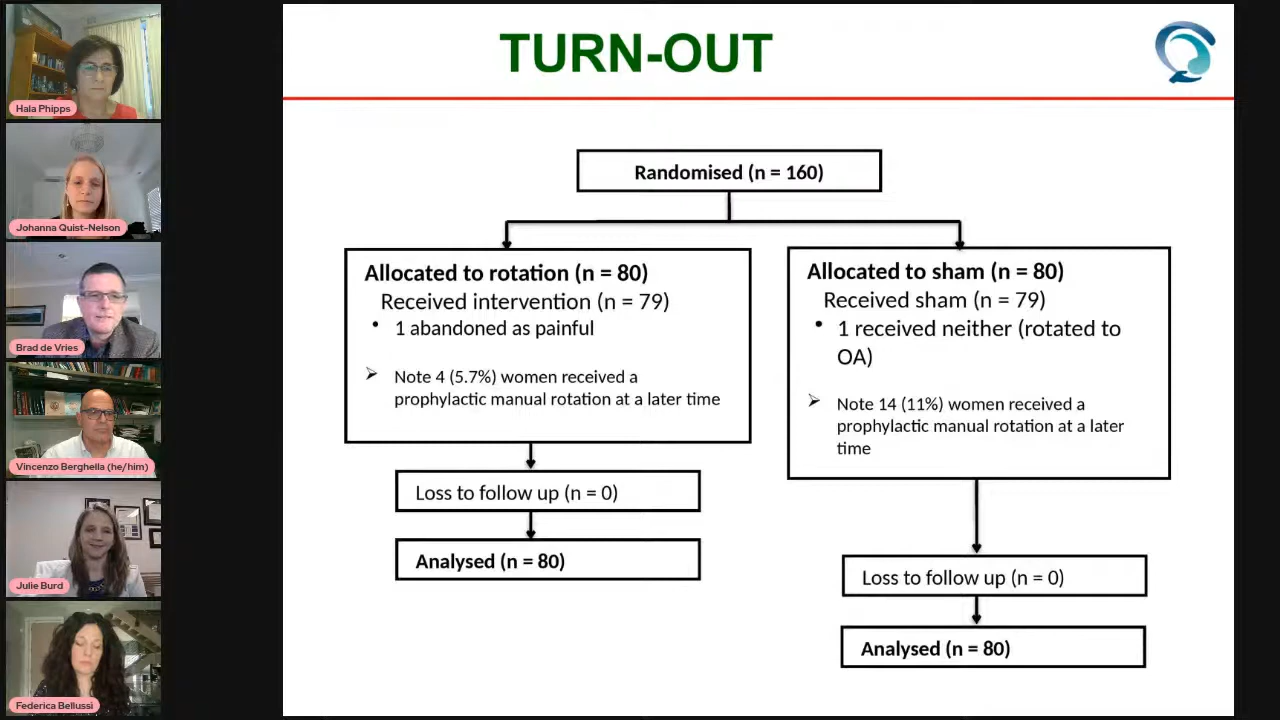 TURN-OUT
Randomised (n = 160)
Allocated to rotation (n = 80)
Received intervention (n = 79)
• 1 abandoned as painful
➢ Note 4 (5.7%) women received a
prophylactic manual rotation at a later time
Loss to follow up (n = 0)
Analysed (n = 80)
Allocated to sham (n = 80)
Received sham (n = 79)
• 1 received neither (rotated to
OA)
➢ Note 14 (11%) women received a
prophylactic manual rotation at a later
time
Loss to follow up (n = 0)
Analysed (n = 80)
Hala Phipps
Johanna Quist-Nelson
Brad de Vries
Vincenzo Berghella (he/him)
Julie Burd
Federica Bellussi